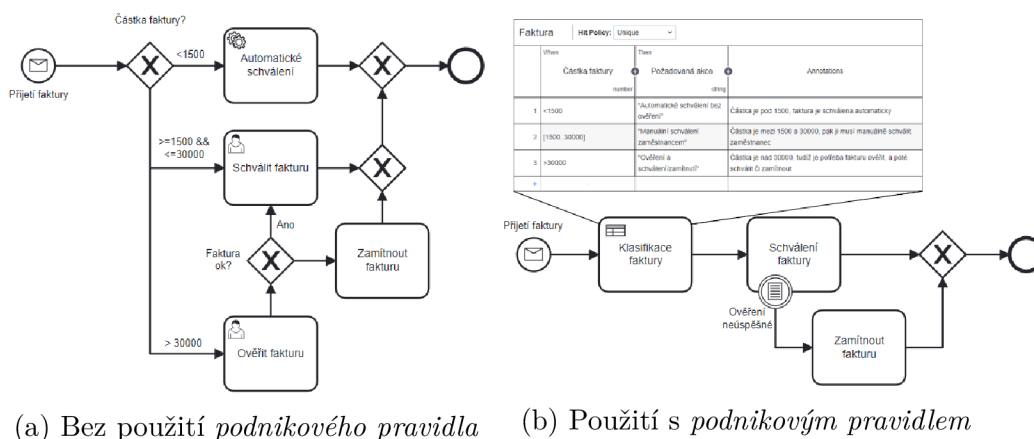 Částka faktury?
<1500
Automatické
schválení
Přijetí faktury
>=1500 &&
<=30000
Schválit fakturu
Ano
Faktura
ok?
Zamítnout
fakturu
> 30000
Ověřit fakturu
(a) Bez použití podnikového pravidla
Faktura
Hit Policy: Unique
When
Then
Částka faktury
Požadovaná akce
Annotations
number
string
1 <1500 "Automatické schválení bez
ověření" Částka je pod 1500, faktura je schválena automaticky
2 [1500..30000] "Manuální schválení
zaměstnancem" Částka je mezi 1500 a 30000, pak ji musí manuálně schválit
zaměstnanec
3 >30000 "Ověření a
schválení/zamítnutí" Částka je nad 30000, tudíž je potřeba fakturu ověřit, a poté
schválit či zamítnout
+
Přijetí faktury
Klasifikace
faktury
Schválení
faktury
Ověření
neúspěšné
Zamítnout
fakturu
(b) Použití s podnikovým pravidlem